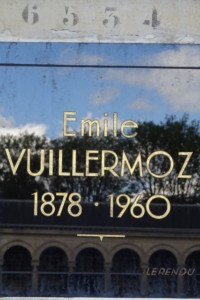 6534
Emile
VUILLERMOZ
1878 · 1960
LERENDU